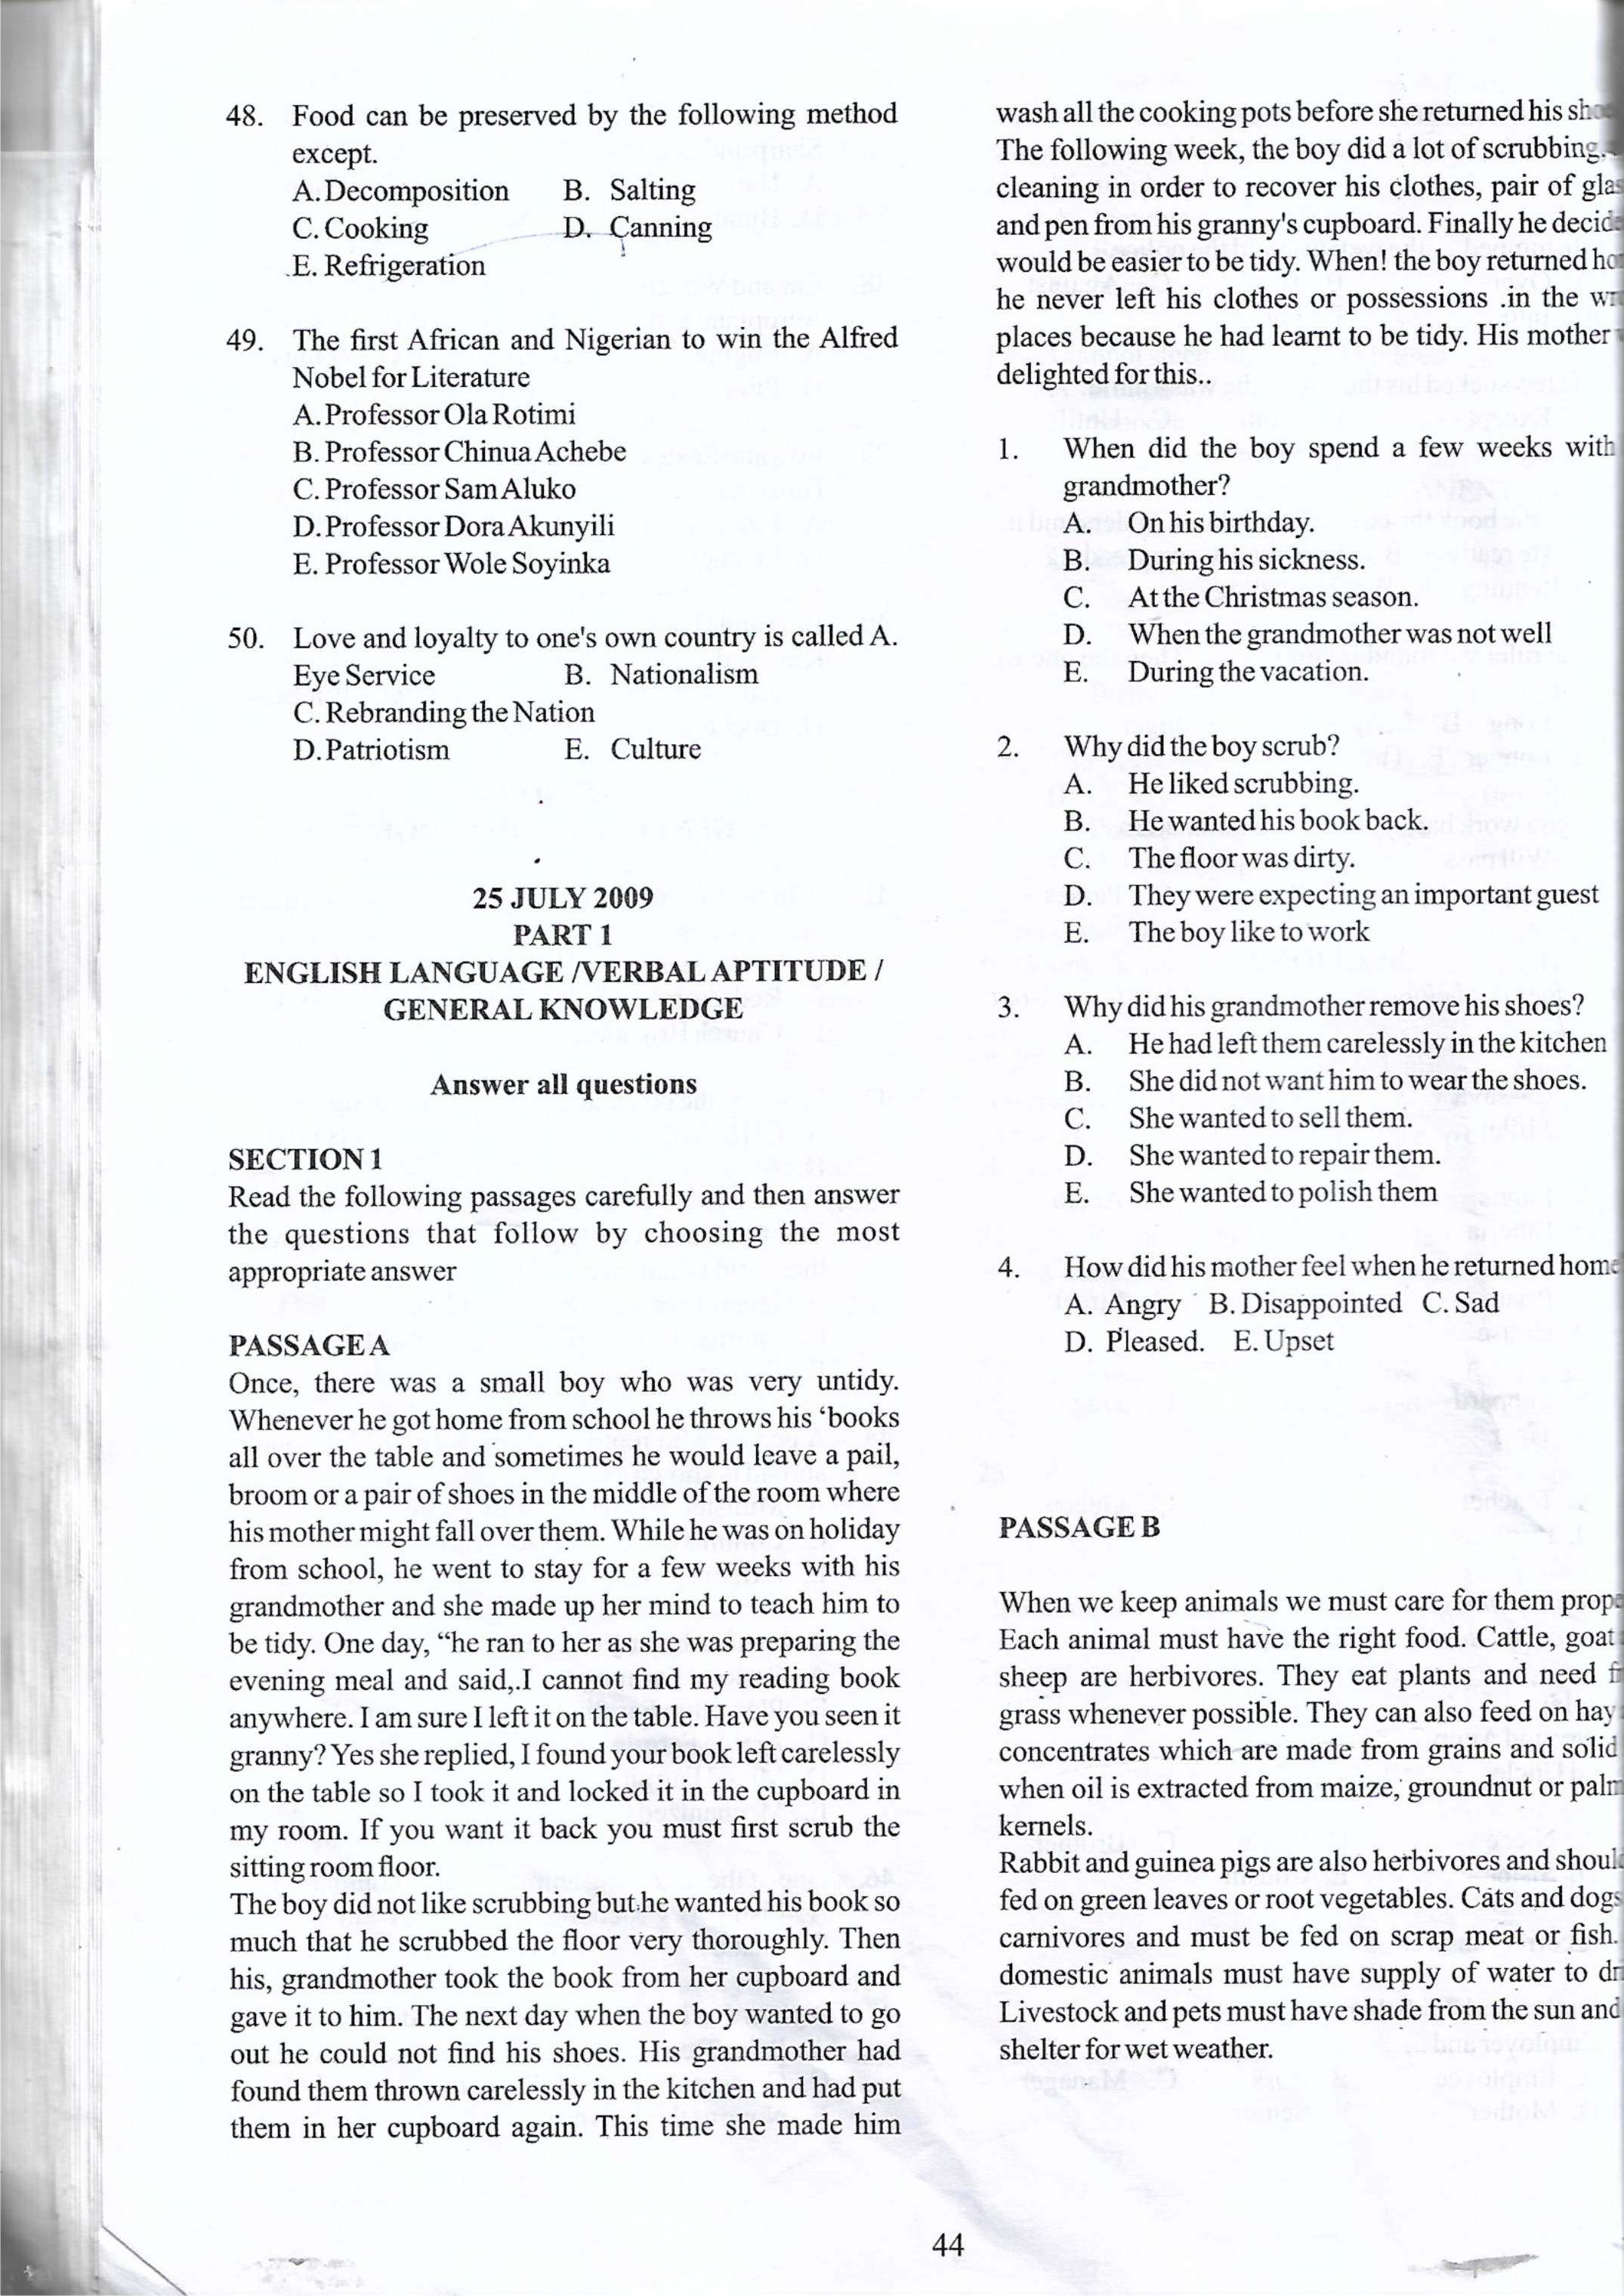 48. Food can be preserved by the following method
except.
A. Decomposition B. Salting
C. Cooking D. Canning
E. Refrigeration
49. The first African and Nigerian to win the Alfred
Nobel for Literature
A. Professor Ola Rotimi
B. Professor Chinua Achebe
C. Professor Sam Aluko
D. Professor Dora Akunyili
E. Professor Wole Soyinka
50. Love and loyalty to one's own country is called A.
Eye Service B. Nationalism
C. Rebranding the Nation
D. Patriotism E. Culture
25 JULY 2009
PART 1
ENGLISH LANGUAGE /VERBAL APTITUDE /
GENERAL KNOWLEDGE
Answer all questions
SECTION 1
Read the following passages carefully and then answer
the questions that follow by choosing the most
appropriate answer
PASSAGE A
Once, there was a small boy who was very untidy.
Whenever he got home from school he throws his ‘books
all over the table and sometimes he would leave a pail,
broom or a pair of shoes in the middle of the room where
his mother might fall over them. While he was on holiday
from school, he went to stay for a few weeks with his
grandmother and she made up her mind to teach him to
be tidy. One day, “he ran to her as she was preparing the
evening meal and said,.I cannot find my reading book
anywhere. I am sure I left it on the table. Have you seen it
granny? Yes she replied, I found your book left carelessly
on the table so I took it and locked it in the cupboard in
my room. If you want it back you must first scrub the
sitting room floor.
The boy did not like scrubbing but he wanted his book so
much that he scrubbed the floor very thoroughly. Then
his, grandmother took the book from her cupboard and
gave it to him. The next day when the boy wanted to go
out he could not find his shoes. His grandmother had
found them thrown carelessly in the kitchen and had put
them in her cupboard again. This time she made him
wash all the cooking pots before she returned his
The following week, the boy did a lot of scrubbing,
cleaning in order to recover his clothes, pair of
and pen from his granny's cupboard. Finally he
would be easier to be tidy. When! the boy returned
he never left his clothes or possessions .in the
places because he had learnt to be tidy. His mother
delighted for this..
1. When did the boy spend a few weeks with
grandmother?
A. On his birthday.
B. During his sickness.
C. At the Christmas season.
D. When the grandmother was not well
E. During the vacation.
2. Why did the boy scrub?
A. He liked scrubbing.
B. He wanted his book back.
C. The floor was dirty.
D. They were expecting an important guest
E. The boy like to work
3. Why did his grandmother remove his shoes?
A. He had left them carelessly in the kitchen
B. She did not want him to wear the shoes.
C. She wanted to sell them.
D. She wanted to repair them.
E. She wanted to polish them
4. How did his mother feel when he returned home
A. Angry B. Disappointed C. Sad
D. Pleased. E. Upset
PASSAGE B
When we keep animals we must care for them
Each animal must have the right food. Cattle, goat
sheep are herbivores. They eat plants and need
grass whenever possible. They can also feed on hay
concentrates which are made from grains and solid
when oil is extracted from maize, groundnut or palm
kernels.
Rabbit and guinea pigs are also herbivores and
fed on green leaves or root vegetables. Cats and dogs
carnivores and must be fed on scrap meat or fish.
domestic animals must have supply of water to
Livestock and pets must have shade from the sun and
shelter for wet weather.
44